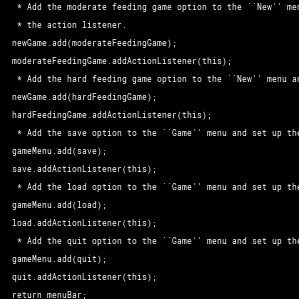 * Add the moderate feeding game option to the ``New''
* the action listener.
newGame.add(moderateFeedingGame);
moderateFeedingGame.addActionListener(this);
* Add the hard feeding game option to the ``New'' menu
newGame.add(hardFeedingGame);
hardFeedingGame.addActionListener(this);
* Add the save option to the ``Game'' menu and set up the
gameMenu.add(save);
save.addActionListener(this);
* Add the load option to the ``Game'' menu and set up the
gameMenu.add(load);
load.addActionListener(this);
* Add the quit option to the ``Game'' menu and set up the
gameMenu.add(quit);
quit.addActionListener(this);
return menuBar;